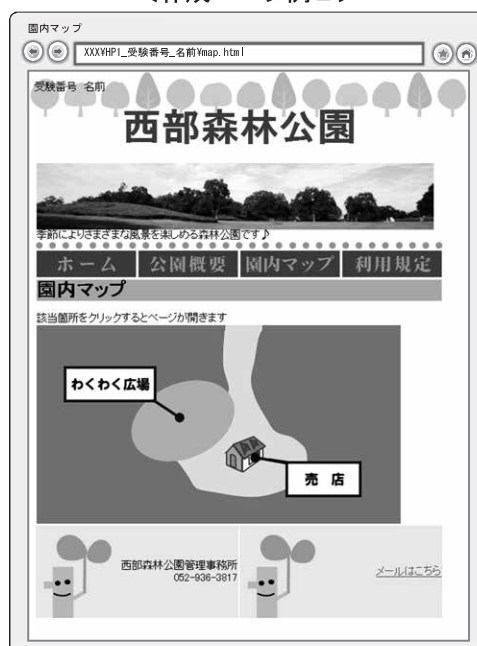 園内マップ
XXX¥HP1_受験番号_名前¥map.html
受験番号 名前
西部森林公園
季節によりさまざまな風景を楽しめる森林公園です♪
ホーム 公園概要 園内マップ 利用規定
園内マップ
該当箇所をクリックするとページが開きます
わくわく広場
売 店
西部森林公園管理事務所
052-936-3817
メールはこちら